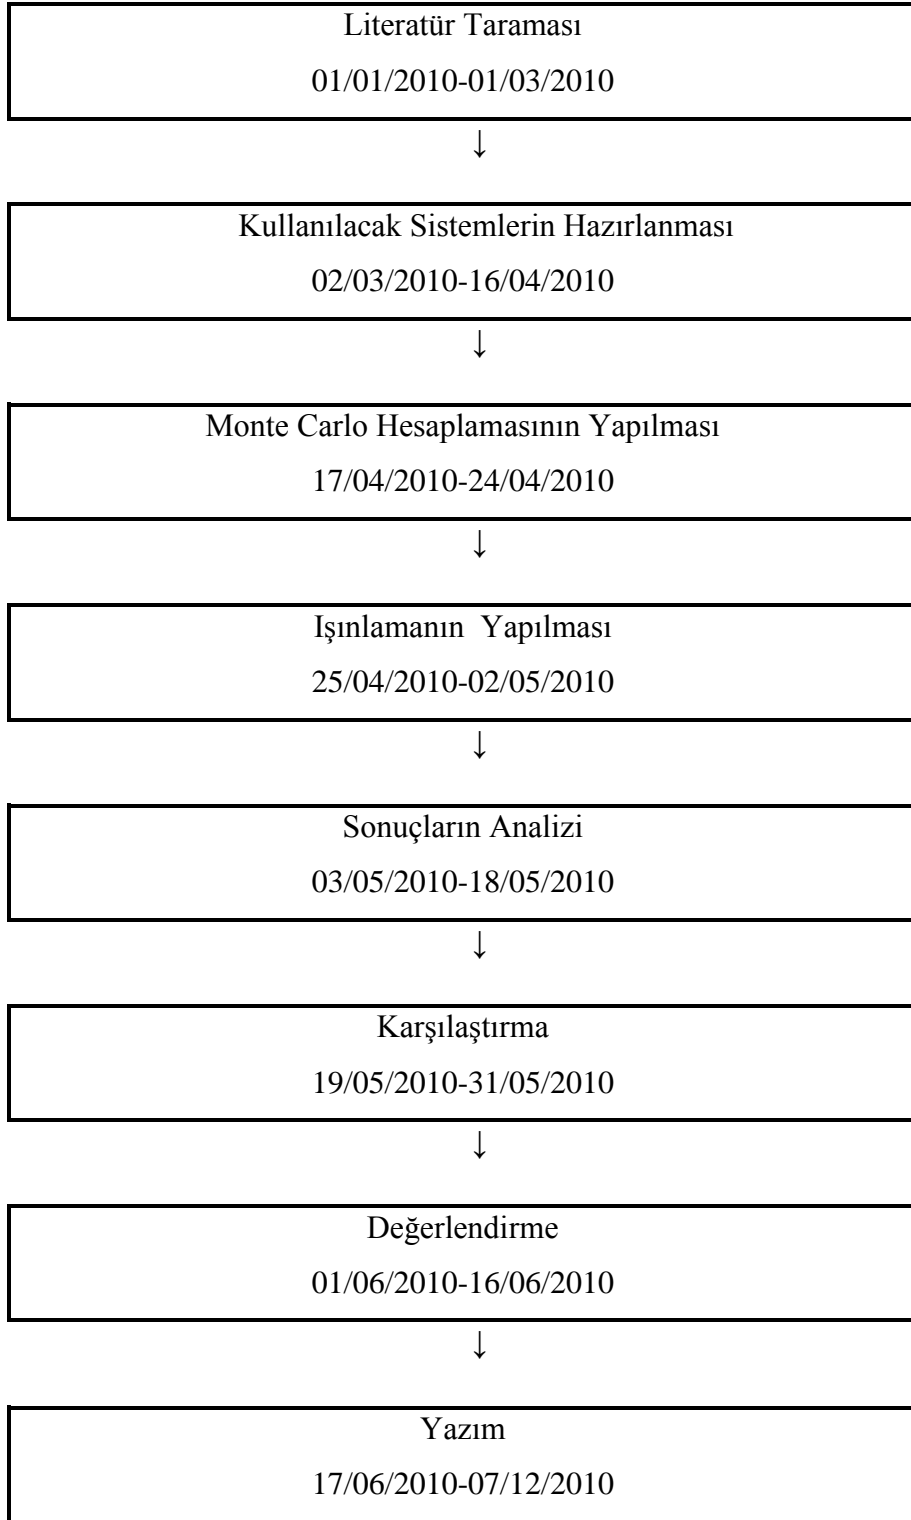 Literatür Taraması
01/01/2010-01/03/2010
↓
Kullanılacak Sistemlerin Hazırlanması
02/03/2010-16/04/2010
↓
Monte Carlo Hesaplamasının Yapılması
17/04/2010-24/04/2010
↓
Işınlamanın Yapılması
25/04/2010-02/05/2010
↓
Sonuçların Analizi
03/05/2010-18/05/2010
↓
Karşılaştırma
19/05/2010-31/05/2010
↓
Değerlendirme
01/06/2010-16/06/2010
↓
Yazım
17/06/2010-07/12/2010